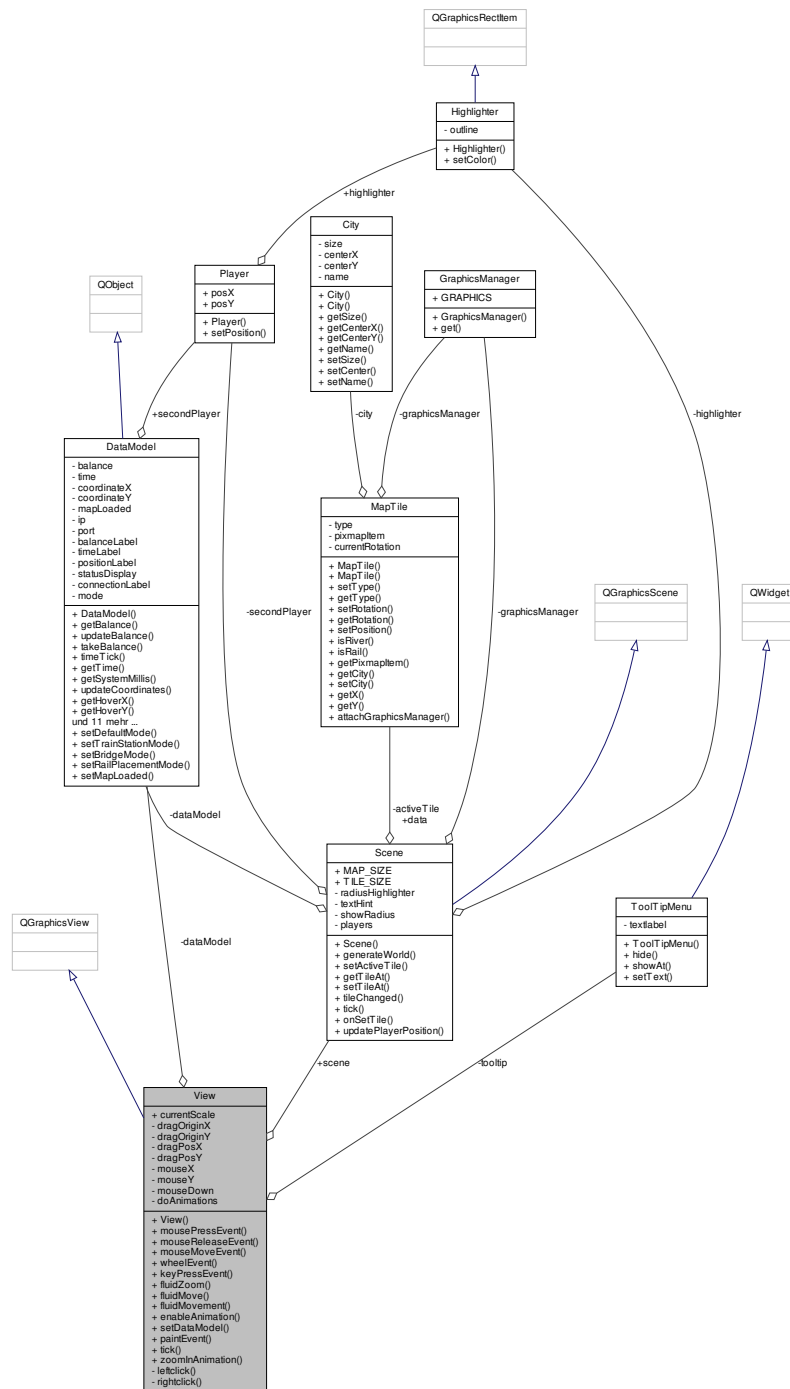 QGraphicsRectItem
Highlighter
- outline
+ Highlighter()
+ setColor()
+highlighter
City
- size
- centerX
- centerY
- name
+ City()
+ City()
+ getSize()
+ getCenterX()
+ getCenterY()
+ getName()
+ setSize()
+ setCenter()
+ setName()
Player
+ posX
+ posY
+ Player()
+ setPosition()
GraphicsManager
+ GRAPHICS
+ GraphicsManager()
+ get()
QObject
+secondPlayer
-city
-graphicsManager
-highlighter
DataModel
- balance
- time
- coordinateX
- coordinateY
- mapLoaded
- ip
- port
- balanceLabel
- timeLabel
- positionLabel
- statusDisplay
- connectionLabel
- mode
+ DataModel()
+ getBalance()
+ updateBalance()
+ takeBalance()
+ timeTick()
+ getTime()
+ getSystemMillis()
+ updateCoordinates()
+ getHoverX()
+ getHoverY()
und 11 mehr ...
+ setDefaultMode()
+ setTrainStationMode()
+ setBridgeMode()
+ setRailPlacementMode()
+ setMapLoaded()
MapTile
- type
- pixmapItem
- currentRotation
+ MapTile()
+ MapTile()
+ setType()
+ getType()
+ setRotation()
+ getRotation()
+ setPosition()
+ isRiver()
+ isRail()
+ getPixmapItem()
+ getCity()
+ setCity()
+ getX()
+ getY()
+ attachGraphicsManager()
-secondPlayer
-graphicsManager
QGraphicsScene
QWidget
-dataModel
-activeTile
+data
Scene
+ MAP_SIZE
+ TILE_SIZE
- radiusHighlighter
- textHint
- showRadius
- players
+ Scene()
+ generateWorld()
+ setActiveTile()
+ getTileAt()
+ setTileAt()
+ tileChanged()
+ tick()
+ onSetTile()
+ updatePlayerPosition()
ToolTipMenu
- textlabel
+ ToolTipMenu()
+ hide()
+ showAt()
+ setText()
QGraphicsView
-dataModel
+scene
-tooltip
View
+ currentScale
- dragOriginX
- dragOriginY
- dragPosX
- dragPosY
- mouseX
- mouseY
- mouseDown
- doAnimations
+ View()
+ mousePressEvent()
+ mouseReleaseEvent()
+ mouseMoveEvent()
+ wheelEvent()
+ keyPressEvent()
+ fluidZoom()
+ fluidMove()
+ fluidMovement()
+ enableAnimation()
+ setDataModel()
+ paintEvent()
+ tick()
+ zoomInAnimation()
- leftclick()
- rightclick()